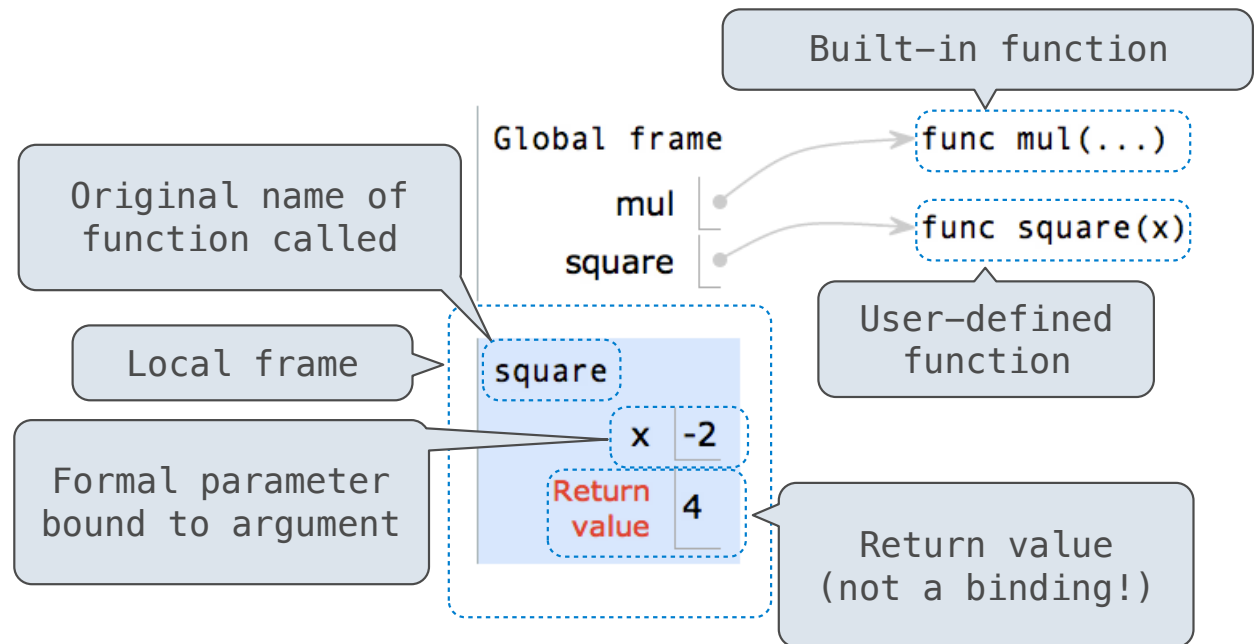 Built-in function
Global frame
func mul(...)
mul
Original name of
function called
func square(x)
square
User-defined
function
Local frame
square
x -2
Formal parameter
bound to argument
Return
value
4
Return value
(not a binding!)